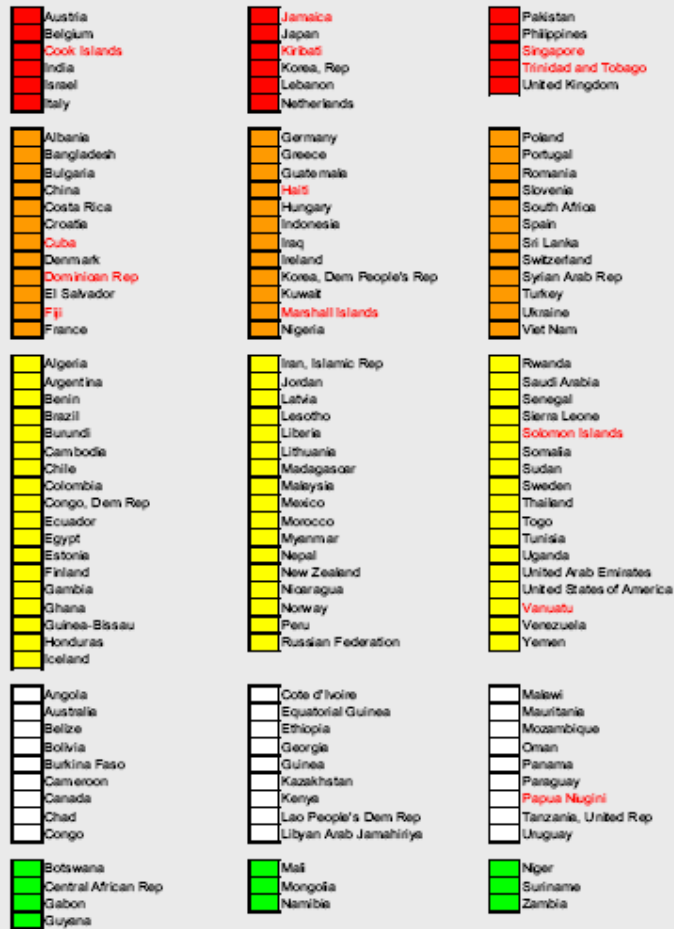 Austria
Belgium
Cook Islands
India
Israel
Italy
Jamaica
Japan
Kiribati
Korea, Rep
Lebanon
Netherlands
Pakistan
Philippines
Singapore
Trinidad and Tobago
United Kingdom
Albania
Bangladesh
Bulgaria
China
Costa Rica
Croatia
Cuba
Denmark
Dominican Rep
El Salvador
Fiji
France
Germany
Greece
Guatemala
Haiti
Hungary
Indonesia
Iraq
Ireland
Korea, Dem People's Rep
Kuwait
Marshall Islands
Nigeria
Poland
Portugal
Romania
Slovenia
South Africa
Spain
Sri Lanka
Switzerland
Syrian Arab Rep
Turkey
Ukraine
Viet Nam
Algeria
Argentina
Benin
Brazil
Burundi
Cambodia
Chile
Colombia
Congo, Dem Rep
Ecuador
Egypt
Estonia
Finland
Gambia
Ghana
Guinea-Bissau
Honduras
Iceland
Iran, Islamic Rep
Jordan
Latvia
Lesotho
Liberia
Lithuania
Madagascar
Malaysia
Mexico
Morocco
Myanmar
Nepal
New Zealand
Nicaragua
Norway
Peru
Russian Federation
Rwanda
Saudi Arabia
Senegal
Sierra Leone
Solomon Islands
Somalia
Sudan
Sweden
Thailand
Togo
Tunisia
Uganda
United Arab Emirates
United States of America
Vanuatu
Venezuela
Yemen
Angola
Australia
Belize
Bolivia
Burkina Faso
Cameroon
Canada
Chad
Congo
Cote d'Ivoire
Equatorial Guinea
Ethiopia
Georgia
Guinea
Kazakhstan
Kenya
Lao People's Dem Rep
Libyan Arab Jamahiriya
Malawi
Mauritania
Mozambique
Oman
Panama
Paraguay
Papua Niugini
Tanzania, United Rep
Uruguay
Botswana
Central African Rep
Gabon
Guyana
Mali
Mongolia
Namibia
Niger
Suriname
Zambia